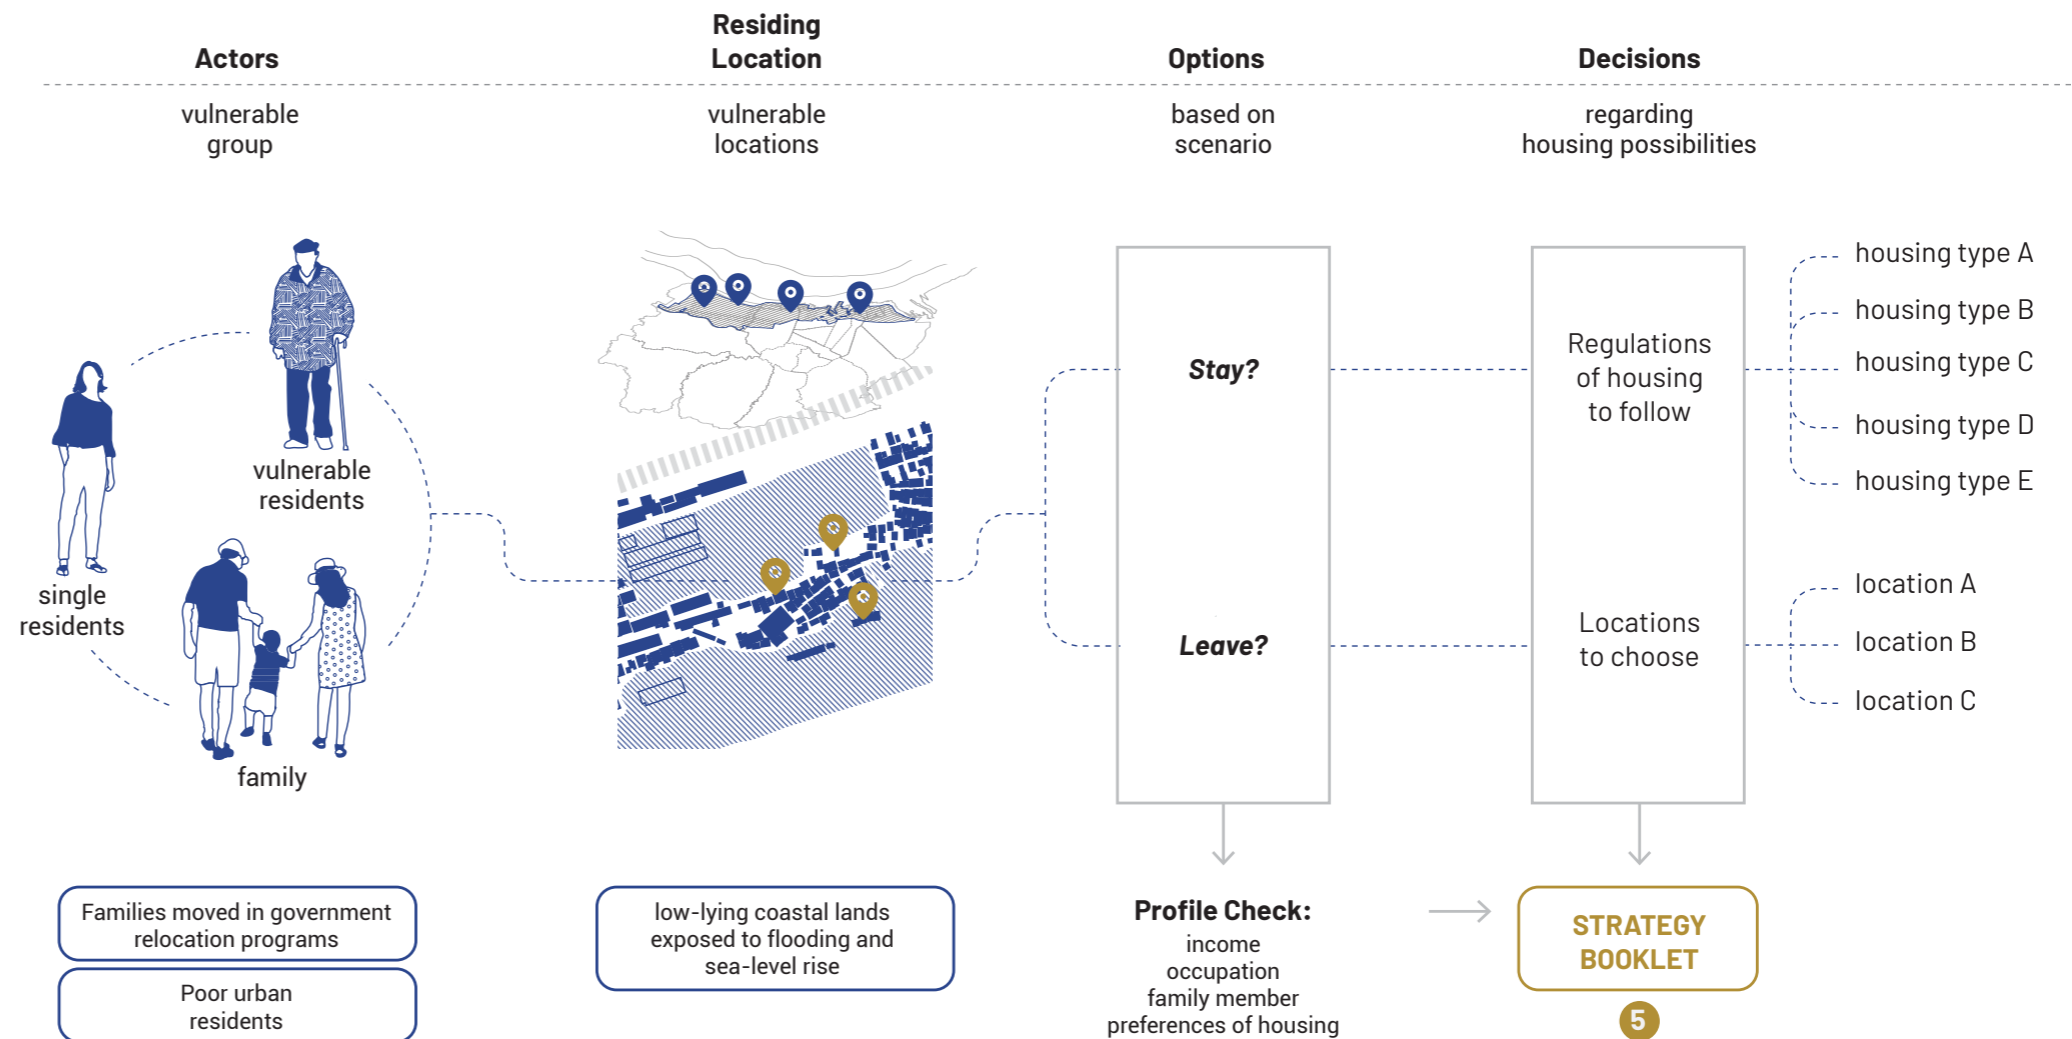 Actors
Residing
Location
Options
Decisions
vulnerable
group
vulnerable
locations
based on
scenario
regarding
housing possibilities
vulnerable
residents
single
residents
family
Stay?
Leave?
Regulations
of housing
to follow
Locations
to choose
housing type A
housing type B
housing type C
housing type D
housing type E
location A
location B
location C
Families moved in government
relocation programs
Poor urban
residents
low-lying coastal lands
exposed to flooding and
sea-level rise
Profile Check:
income
occupation
family member
preferences of housing
STRATEGY
BOOKLET
5